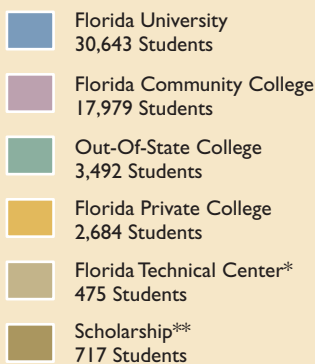 Florida University
30,643 Students
Florida Community College
17,979 Students
Out-Of-State College
3,492 Students
Florida Private College
2,684 Students
Florida Technical Center*
475 Students
Scholarship**
717 Students